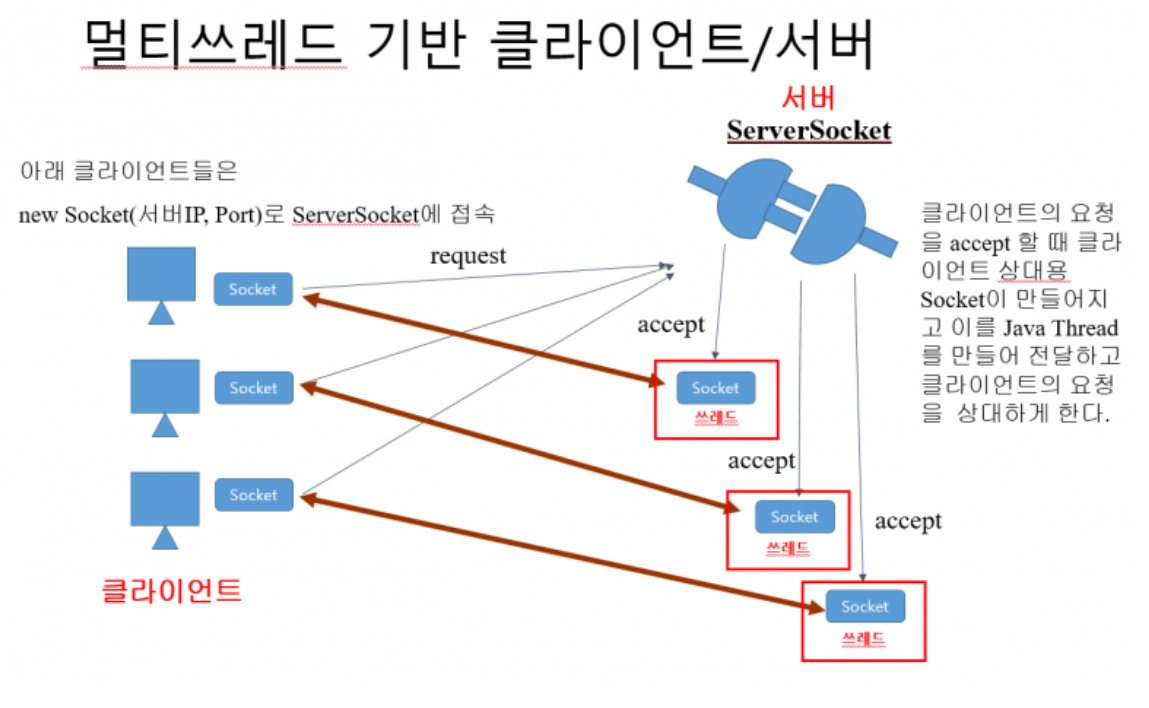 멀티쓰레드 기반 클라이언트/서버
서버
ServerSocket
아래 클라이언트들은
new Socket(서버IP, Port)로 ServerSocket에 접속
클라이언트의 요청
을 accept 할 때 클라
이언트 상대용
Socket이 만들어지
고 이를 Java Thread
를 만들어 전달하고
클라이언트의 요청
을 상대하게 한다.
request
Socket
accept
Socket
쓰레드
Socket
accept
Socket
Socket
쓰레드
accept
클라이언트
Socket
쓰레드